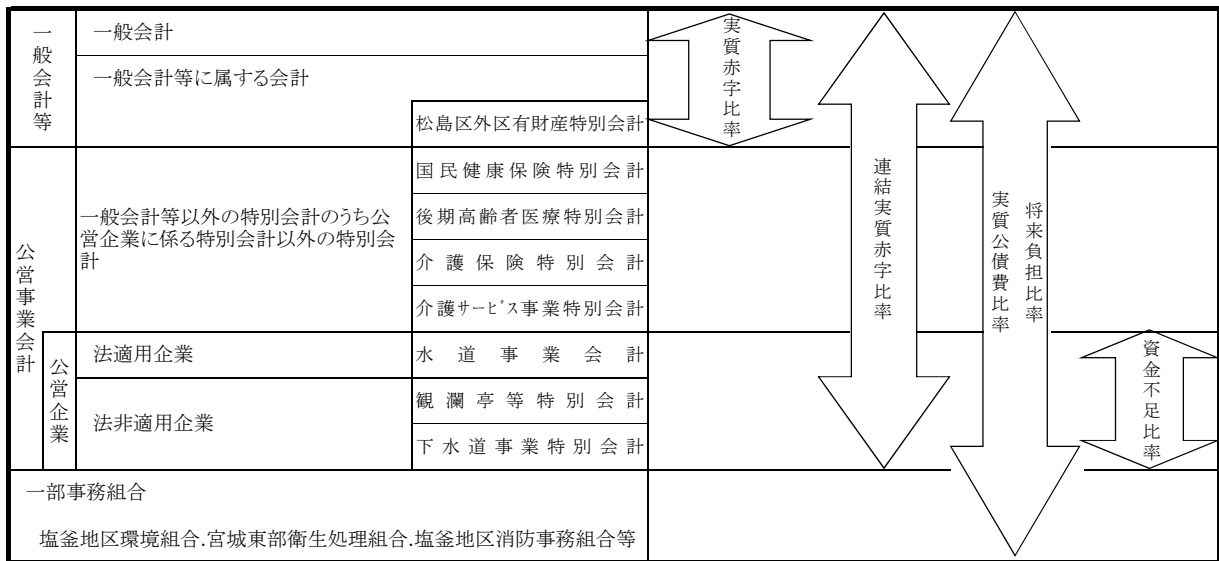 一般会計等
一般会計
一般会計等に属する会計
松島区外区有財産特別会計
公営事業会計
一般会計等以外の特別会計のうち公
営企業に係る特別会計以外の特別会
計
国民健康保険特別会計
後期高齢者医療特別会計
介護保険特別会計
介護ｻｰﾋﾞｽ事業特別会計
公営企業
法適用企業
水道事業会計
法非適用企業
観瀾亭等特別会計
下水道事業特別会計
一部事務組合
塩釜地区環境組合.宮城東部衛生処理組合.塩釜地区消防事務組合等
実質赤字比率
連結実質赤字比率
実質公債費比率
将来負担比率
資金不足比率